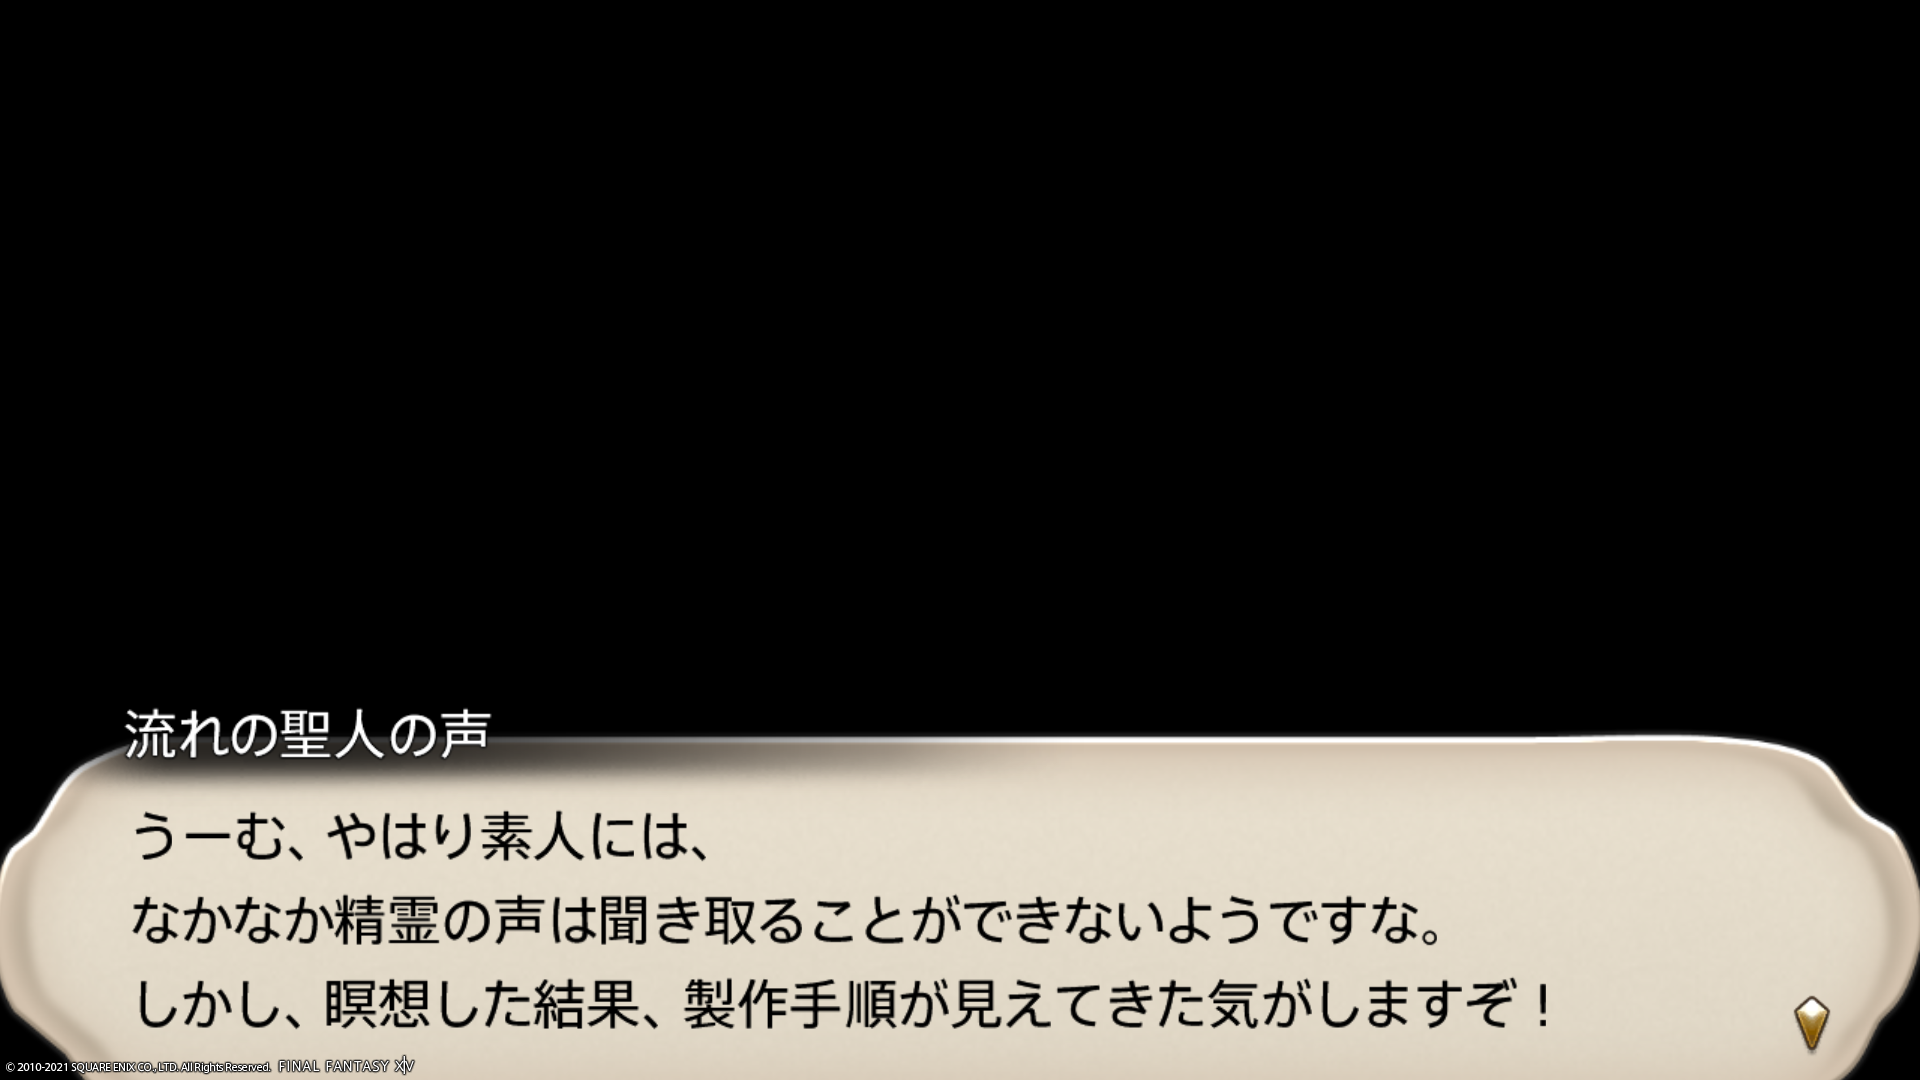 流れの聖人の声
うーむ、やはり素人には、
なかなか精霊の声は聞き取ることができないようですな。
しかし、瞑想した結果、製作手順が見えてきた気がしますぞ！
© 2010-2021 SQUARE ENIX CO., LTD. All Rights Reserved. FINAL FANTASY XIV